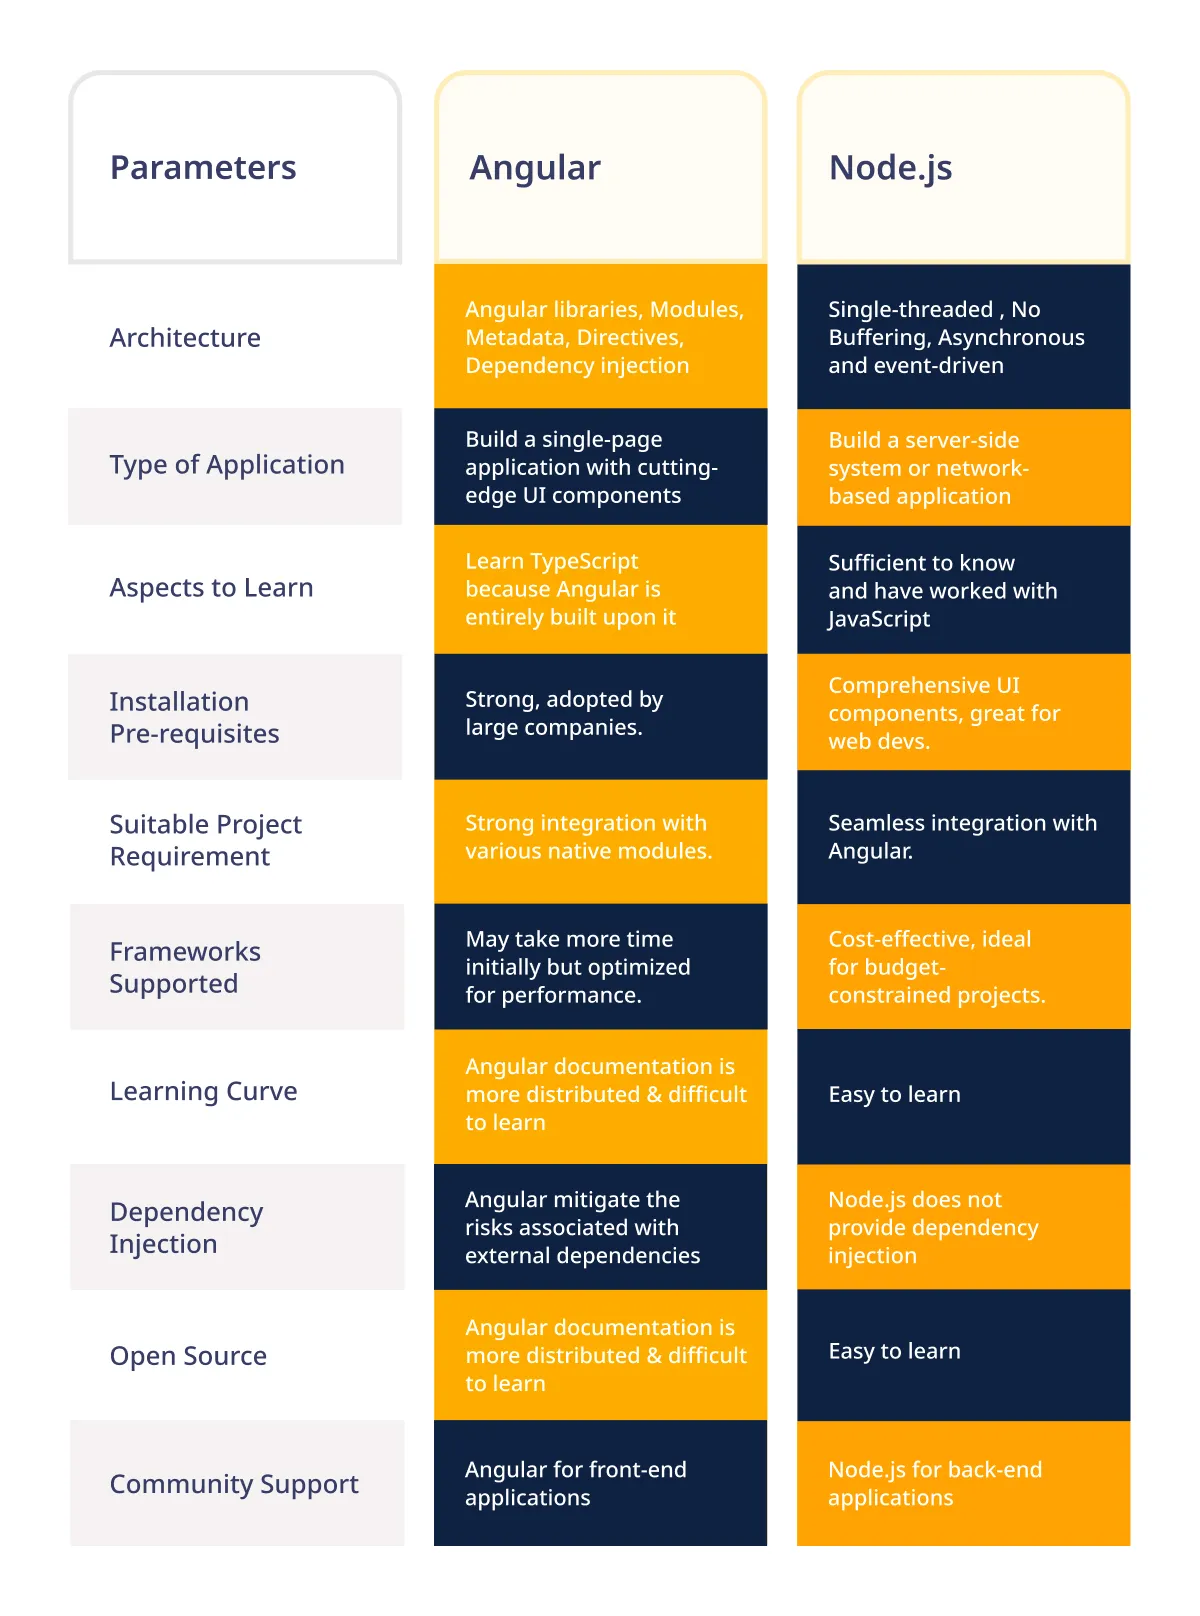 Parameters
Angular
Node.js
Architecture
Angular libraries, Modules,
Metadata, Directives,
Dependency injection
Single-threaded , No
Buffering, Asynchronous
and event-driven
Type of Application
Build a single-page
application with cutting-
edge UI components
Build a server-side
system or network-
based application
Aspects to Learn
Learn TypeScript
because Angular is
entirely built upon it
Sufficient to know
and have worked with
JavaScript
Installation
Pre-requisites
Strong, adopted by
large companies.
Comprehensive UI
components, great for
web devs.
Suitable Project
Requirement
Strong integration with
various native modules.
Seamless integration with
Angular.
Frameworks
Supported
May take more time
initially but optimized
for performance.
Cost-effective, ideal
for budget-
constrained projects.
Learning Curve
Angular documentation is
more distributed & difficult
to learn
Easy to learn
Dependency
Injection
Angular mitigate the
risks associated with
external dependencies
Node.js does not
provide dependency
injection
Open Source
Angular documentation is
more distributed & difficult
to learn
Easy to learn
Community Support
Angular for front-end
applications
Node.js for back-end
applications